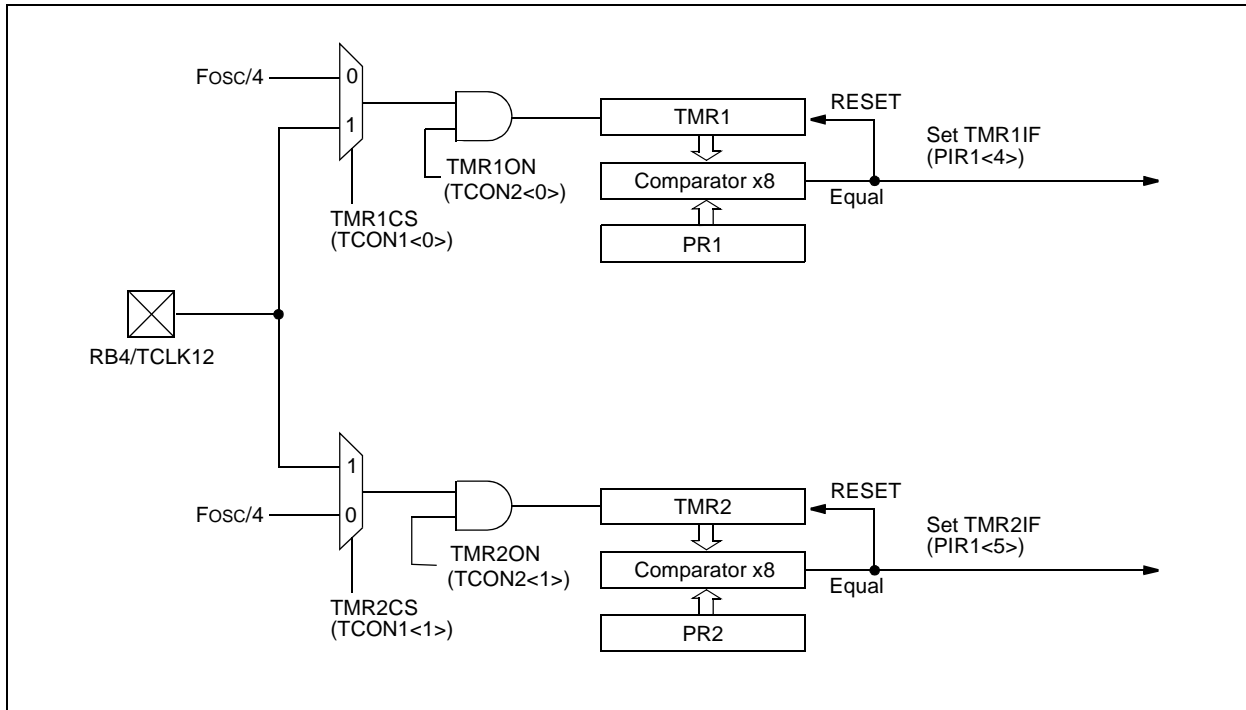 FOSC/4
0
1
TMR1CS
(TCON1<0>)
TMR1ON
(TCON2<0>)
TMR1
Comparator x8
PR1
RESET
Equal
Set TMR1IF
(PIR1<4>)
RB4/TCLK12
1
FOSC/4
0
TMR2CS
(TCON1<1>)
TMR2ON
(TCON2<1>)
TMR2
Comparator x8
PR2
RESET
Equal
Set TMR2IF
(PIR1<5>)